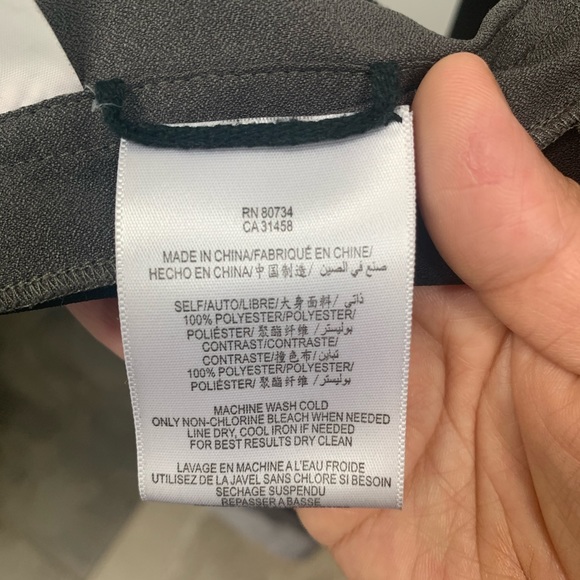 RN 80734
CA 31458
MADE IN CHINA/FABRIQUÉ EN CHINE/
HECHO EN CHINA/中国制造/ صنع في الصين/
SELF/AUTO/LIBRE/大身面料/ ذاتي/
100% POLYESTER/POLYESTER/
POLIÉSTER/ 聚酯纤维 /بوليستر/
CONTRAST/CONTRASTE/
CONTRASTE/撞色布/ تباين/
100% POLYESTER/POLYESTER/
POLIÉSTER/ 聚酯纤维 /بوليستر/
MACHINE WASH COLD
ONLY NON-CHLORINE BLEACH WHEN NEEDED
LINE DRY, COOL IRON IF NEEDED
FOR BEST RESULTS DRY CLEAN
LAVAGE EN MACHINE A L'EAU FROIDE
UTILISEZ DE LA JAVEL SANS CHLORE SI BESOIN
SECHAGE SUSPENDU
REPASSER A BASSE